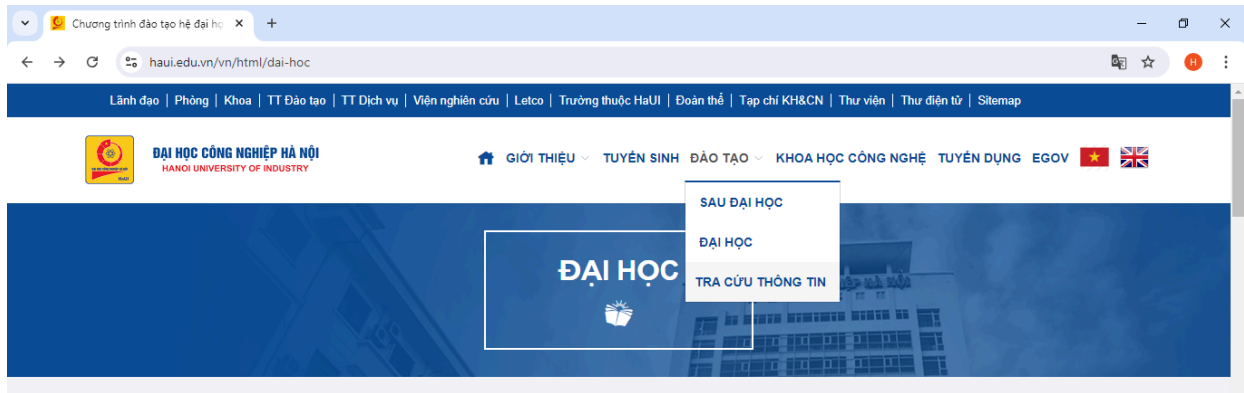 Chương trình đào tạo hệ đại họ
haui.edu.vn/vn/html/dai-hoc
H
Lãnh đạo | Phòng | Khoa | TT Đào tạo | TT Dịch vụ | Viện nghiên cứu | Letco | Trường thuộc HaUI | Đoàn thể | Tạp chí KH&CN | Thư viện | Thư điện tử | Sitemap
ĐẠI HỌC CÔNG NGHIỆP HÀ NỘI
HANOI UNIVERSITY OF INDUSTRY
HaUI
GIỚI THIỆU TUYỂN SINH ĐÀO TẠO KHOA HỌC CÔNG NGHỆ TUYỂN DỤNG EGOV
SAU ĐẠI HỌC
ĐẠI HỌC
TRA CỨU THÔNG TIN
ĐẠI HỌC